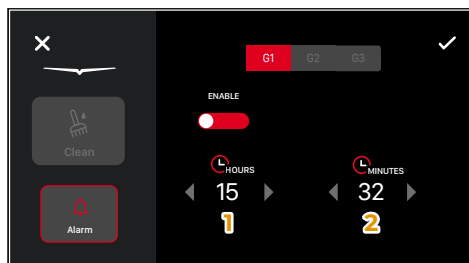 G1 G2 G3
ENABLE
Clean
HOURS MINUTES
15 32
Alarm
1 2